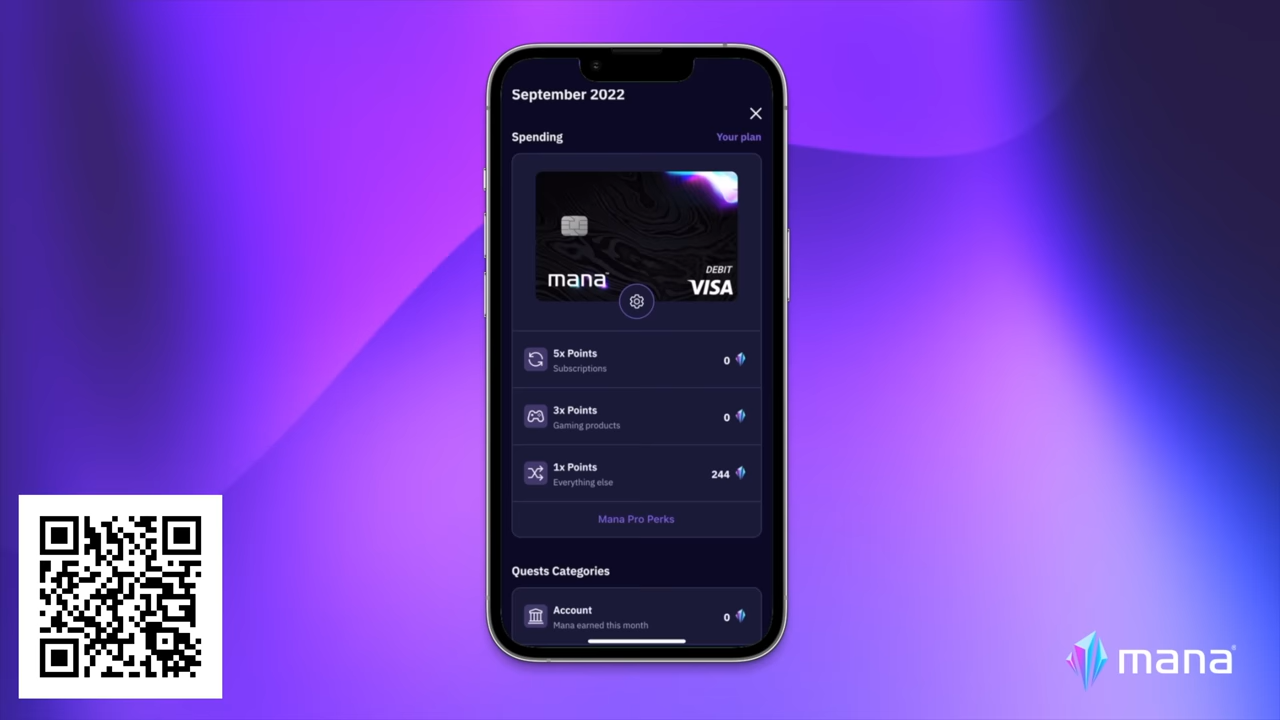 September 2022
Spending
Your plan
mana™
DEBIT
VISA
5x Points
Subscriptions
0
3x Points
Gaming products
0
1x Points
Everything else
244
Mana Pro Perks
Quests Categories
Account
Mana earned this month
0
mana®